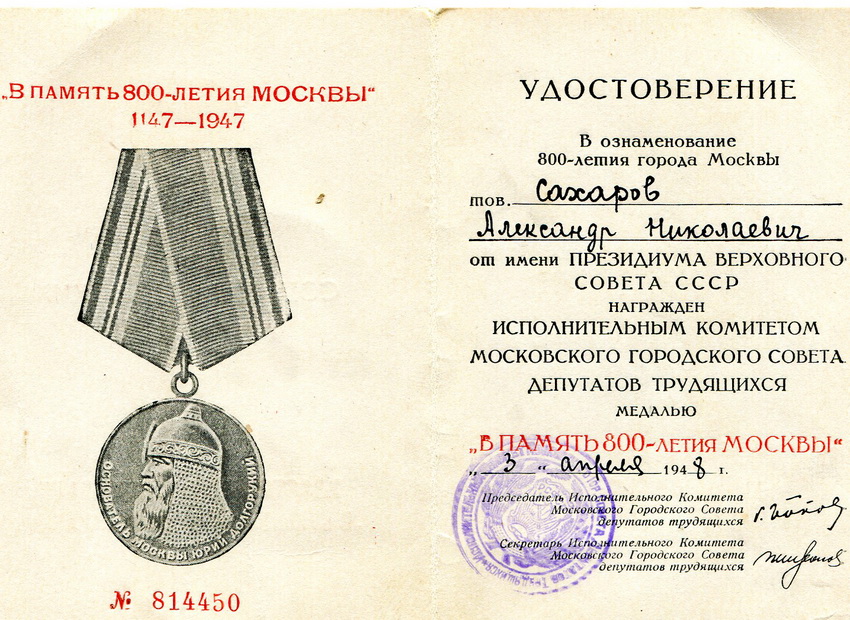 „В ПАМЯТЬ 800-ЛЕТИЯ МОСКВЫ“
1147—1947
ОСНОВАТЕЛЬ МОСКВЫ ЮРИЙ ДОЛГОРУКИЙ
№ 814450
УДОСТОВЕРЕНИЕ
В ознаменование
800-летия города Москвы
тов. Сахаров
Александр Николаевич
от имени ПРЕЗИДИУМА ВЕРХОВНОГО
СОВЕТА СССР
НАГРАЖДЕН
ИСПОЛНИТЕЛЬНЫМ КОМИТЕТОМ
МОСКОВСКОГО ГОРОДСКОГО СОВЕТА
ДЕПУТАТОВ ТРУДЯЩИХСЯ
МЕДАЛЬЮ
„В ПАМЯТЬ 800-ЛЕТИЯ МОСКВЫ“
„ 3 “ апреля 1948 г.
Председатель Исполнительного Комитета
Московского Городского Совета
депутатов трудящихся
Г. Попов
Секретарь Исполнительного Комитета
Московского Городского Совета
депутатов трудящихся